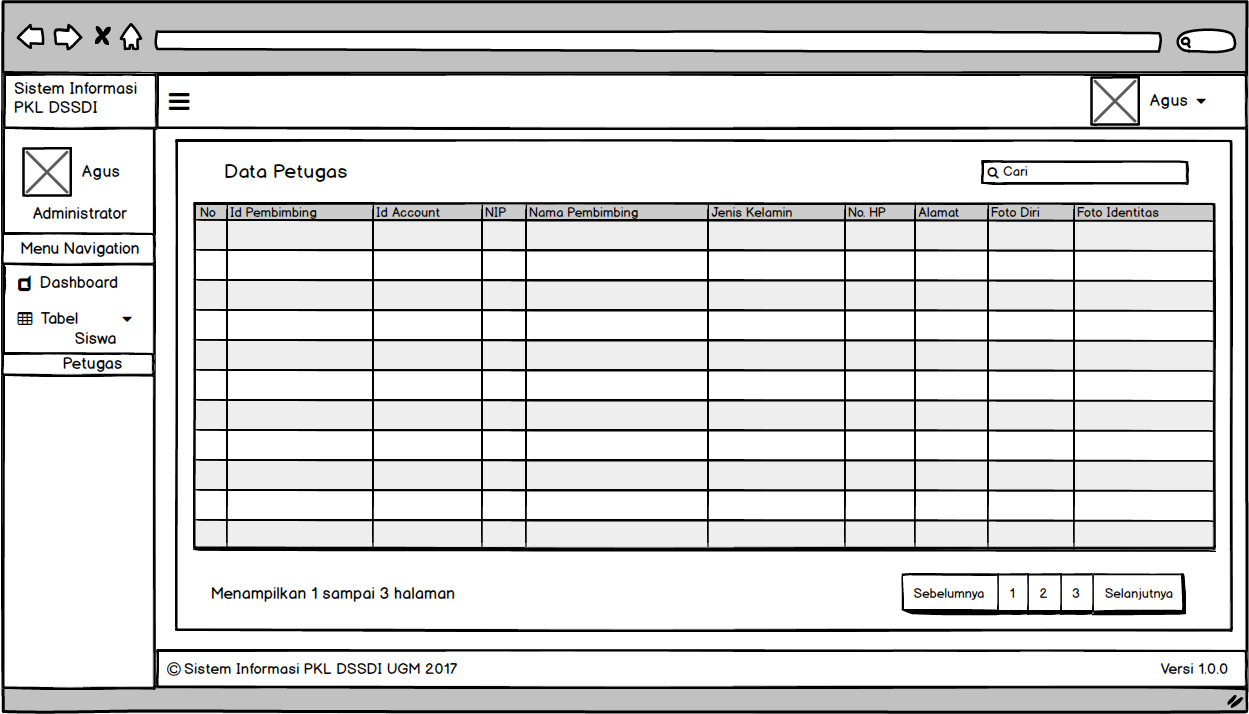 Sistem Informasi
PKL DSSDI
Agus
Agus
Administrator
Menu Navigation
Dashboard
Tabel
Siswa
Petugas
Data Petugas
Cari
No Id Pembimbing Id Account NIP Nama Pembimbing Jenis Kelamin No. HP Alamat Foto Diri Foto Identitas
Menampilkan 1 sampai 3 halaman
Sebelumnya 1 2 3 Selanjutnya
© Sistem Informasi PKL DSSDI UGM 2017
Versi 1.0.0